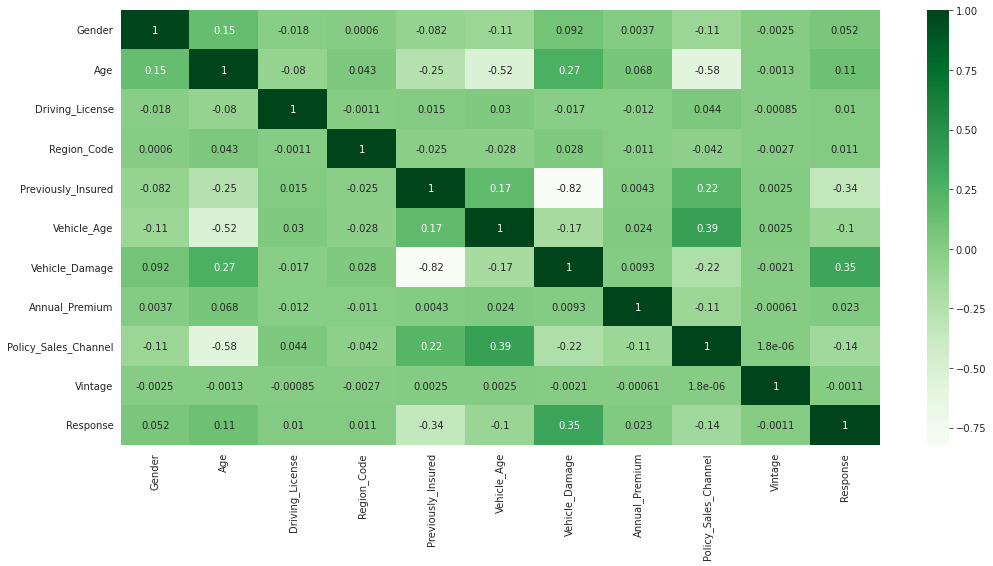 Gender 1 0.15 -0.018 0.0006 -0.082 -0.11 0.092 0.0037 -0.11 -0.0025 0.052
Age 0.15 1 -0.08 0.043 -0.25 -0.52 0.27 0.068 -0.58 -0.0013 0.11
Driving_License -0.018 -0.08 1 -0.0011 0.015 0.03 -0.017 -0.012 0.044 -0.00085 0.01
Region_Code 0.0006 0.043 -0.0011 1 -0.025 -0.028 0.028 -0.011 -0.042 -0.0027 0.011
Previously_Insured -0.082 -0.25 0.015 -0.025 1 0.17 -0.82 0.0043 0.22 0.0025 -0.34
Vehicle_Age -0.11 -0.52 0.03 -0.028 0.17 1 -0.17 0.024 0.39 0.0025 -0.1
Vehicle_Damage 0.092 0.27 -0.017 0.028 -0.82 -0.17 1 0.0093 -0.22 -0.0021 0.35
Annual_Premium 0.0037 0.068 -0.012 -0.011 0.0043 0.024 0.0093 1 -0.11 -0.00061 0.023
Policy_Sales_Channel -0.11 -0.58 0.044 -0.042 0.22 0.39 -0.22 -0.11 1 1.8e-06 -0.14
Vintage -0.0025 -0.0013 -0.00085 -0.0027 0.0025 0.0025 -0.0021 -0.00061 1.8e-06 1 -0.0011
Response 0.052 0.11 0.01 0.011 -0.34 -0.1 0.35 0.023 -0.14 -0.0011 1
Gender
Age
Driving_License
Region_Code
Previously_Insured
Vehicle_Age
Vehicle_Damage
Annual_Premium
Policy_Sales_Channel
Vintage
Response
1.00
0.75
0.50
0.25
0.00
−0.25
−0.50
−0.75